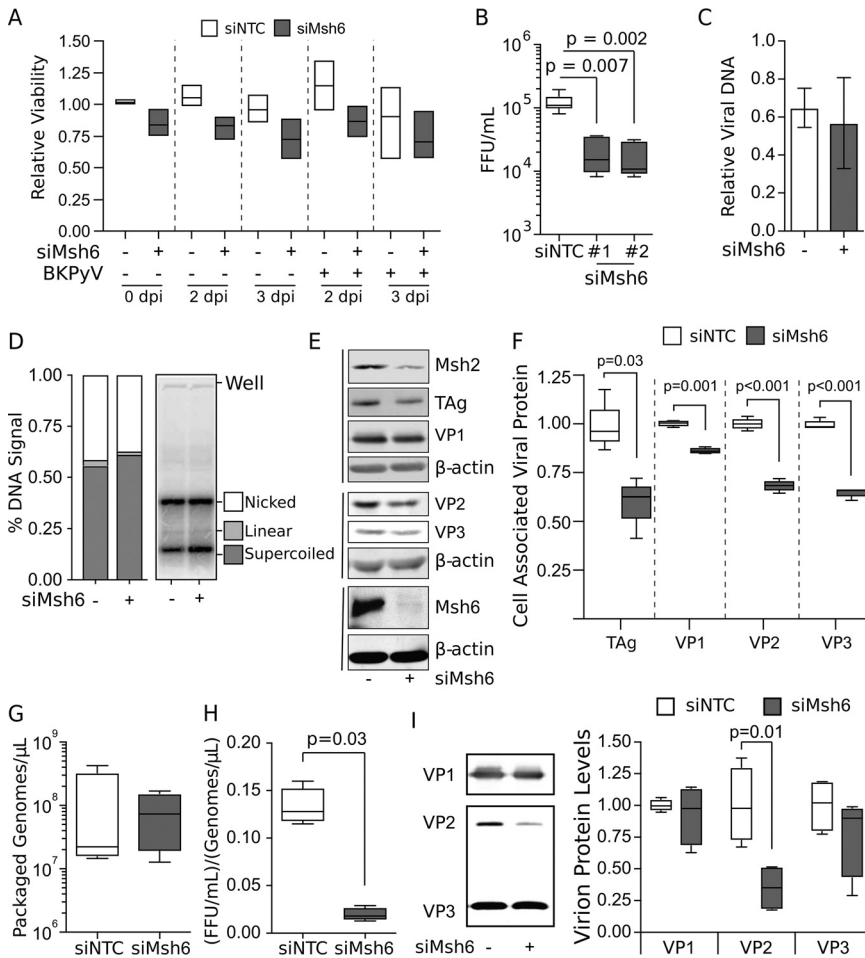 A
siNTC siMsh6
Relative Viability
1.50
1.25
1.00
0.75
0.50
0.25
0.00
siMsh6 - + - + - + - + - +
BKPyV - - - - - - + + + +
0 dpi 2 dpi 3 dpi 2 dpi 3 dpi
B
FFU/mL
10^6
10^5
10^4
10^3
p = 0.002
p = 0.007
siNTC #1 #2
siMsh6
C
Relative Viral DNA
1.0
0.8
0.6
0.4
0.2
0.0
siMsh6 - +
D
% DNA Signal
1.00
0.75
0.50
0.25
0.00
siMsh6 - + - +
Well
Nicked
Linear
Supercoiled
E
Msh2
TAg
VP1
β-actin
VP2
VP3
β-actin
Msh6
β-actin
- + siMsh6
F
siNTC siMsh6
Cell Associated Viral Protein
1.25
1.00
0.75
0.50
0.25
p=0.03
p=0.001
p<0.001
p<0.001
TAg VP1 VP2 VP3
G
Packaged Genomes/µL
10^9
10^8
10^7
10^6
siNTC siMsh6
H
(FFU/mL)/(Genomes/µL)
0.20
0.15
0.10
0.05
0.00
p=0.03
siNTC siMsh6
I
VP1
VP2
VP3
siMsh6 - +
siNTC siMsh6
Virion Protein Levels
1.50
1.25
1.00
0.75
0.50
0.25
0.00
p=0.01
VP1 VP2 VP3